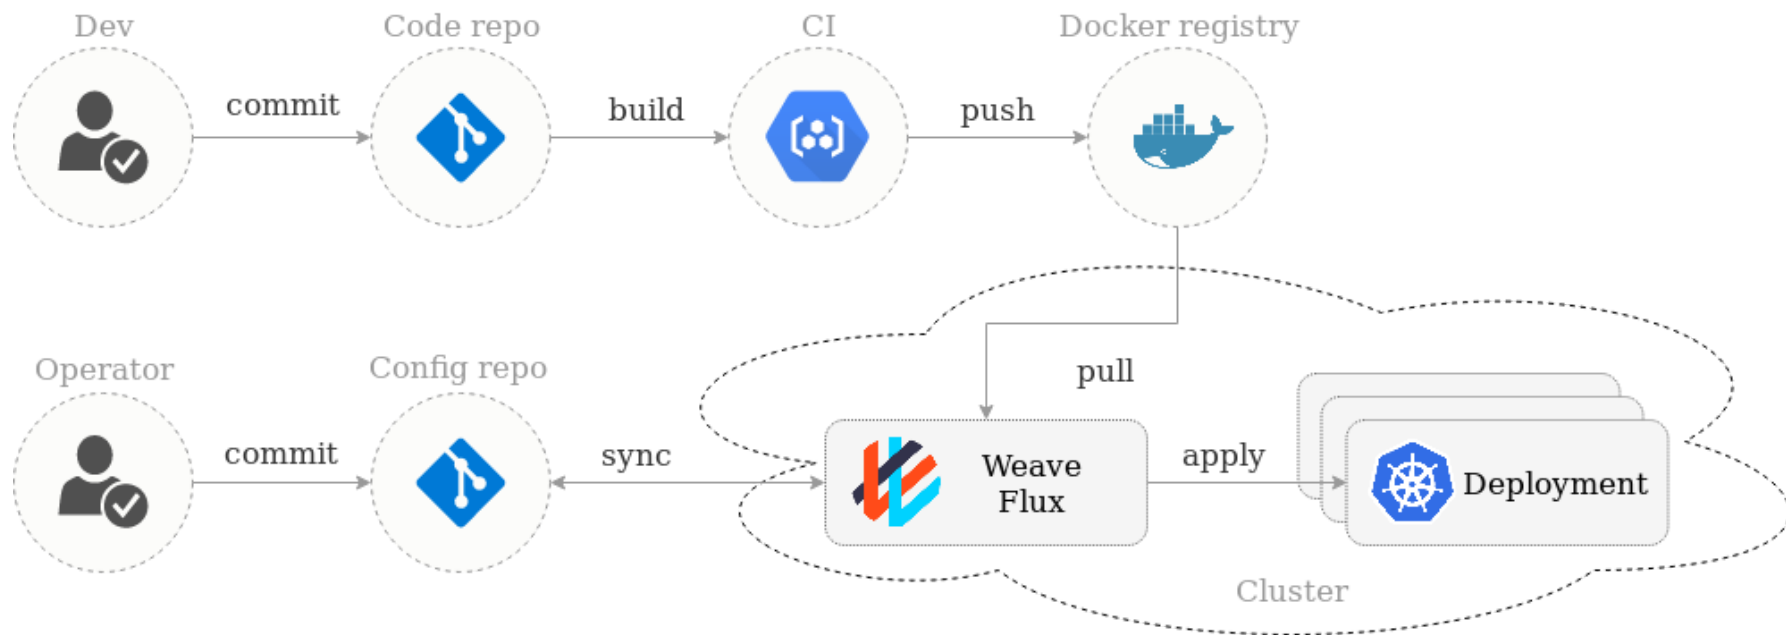 Dev
Code repo
CI
Docker registry
commit
build
push
Operator
Config repo
pull
commit
sync
Weave
Flux
apply
Deployment
Cluster